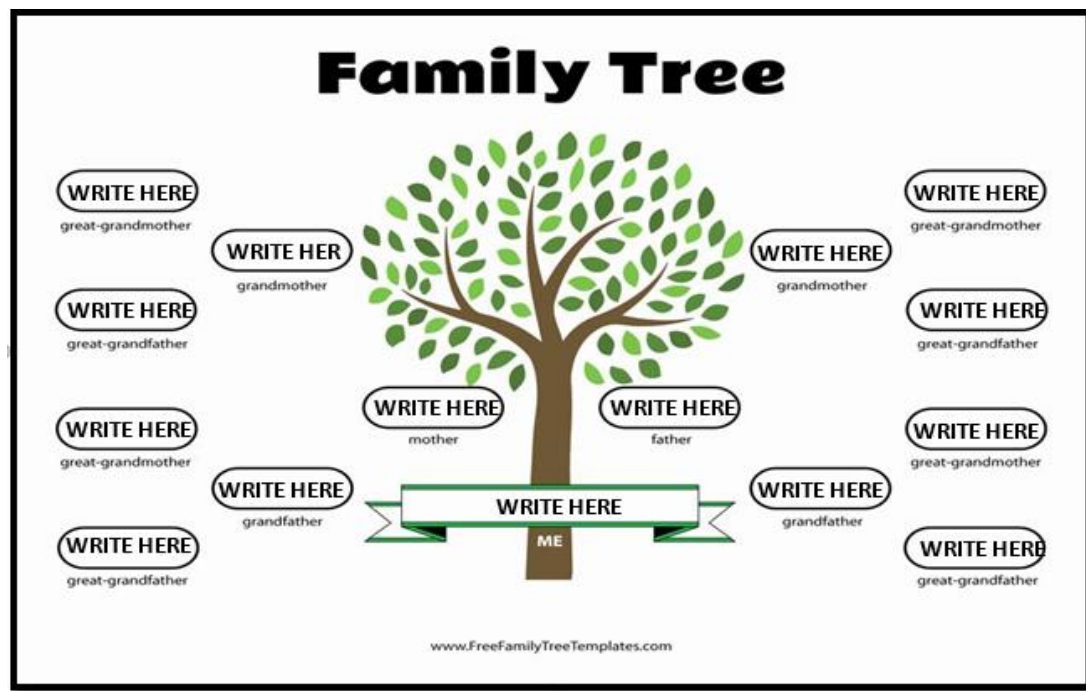 Family Tree
WRITE HERE
great-grandmother
WRITE HER
grandmother
WRITE HERE
great-grandfather
WRITE HERE
great-grandmother
WRITE HERE
grandfather
WRITE HERE
great-grandfather
WRITE HERE
mother
WRITE HERE
father
WRITE HERE
ME
WRITE HERE
great-grandmother
WRITE HERE
grandmother
WRITE HERE
great-grandfather
WRITE HERE
great-grandmother
WRITE HERE
grandfather
WRITE HERE
great-grandfather
www.FreeFamilyTreeTemplates.com